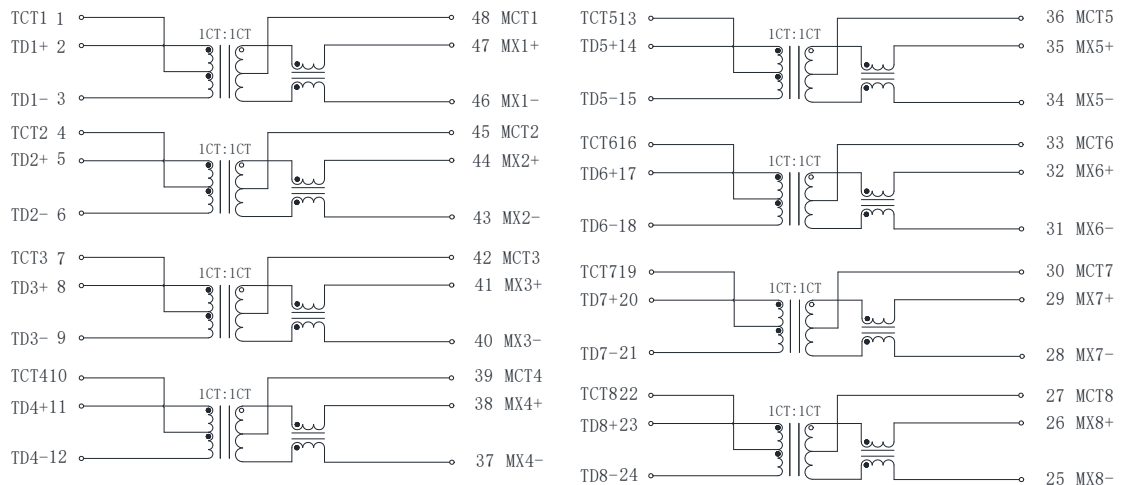 TCT1 1
1CT:1CT
48 MCT1
TD1+ 2
47 MX1+
TD1- 3
46 MX1-
TCT2 4
1CT:1CT
45 MCT2
TD2+ 5
44 MX2+
TD2- 6
43 MX2-
TCT3 7
1CT:1CT
42 MCT3
TD3+ 8
41 MX3+
TD3- 9
40 MX3-
TCT410
1CT:1CT
39 MCT4
TD4+11
38 MX4+
TD4-12
37 MX4-
TCT513
1CT:1CT
36 MCT5
TD5+14
35 MX5+
TD5-15
34 MX5-
TCT616
1CT:1CT
33 MCT6
TD6+17
32 MX6+
TD6-18
31 MX6-
TCT719
1CT:1CT
30 MCT7
TD7+20
29 MX7+
TD7-21
28 MX7-
TCT822
1CT:1CT
27 MCT8
TD8+23
26 MX8+
TD8-24
25 MX8-